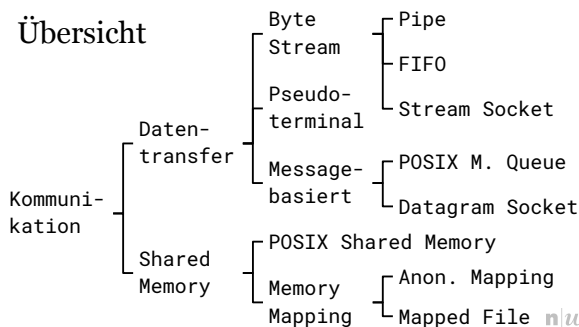 Übersicht
Byte
Stream
Pipe
FIFO
Stream Socket
Pseudo-
terminal
Daten-
transfer
Message-
basiert
POSIX M. Queue
Datagram Socket
Kommuni-
kation
Shared
Memory
POSIX Shared Memory
Memory
Mapping
Anon. Mapping
Mapped File
n|u